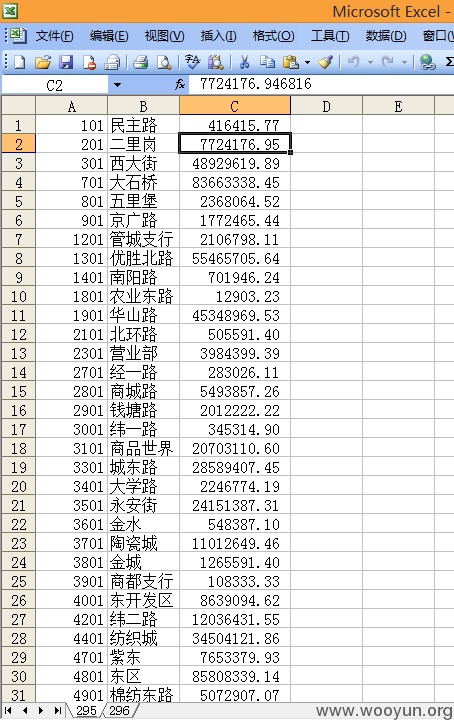 Microsoft Excel -
文件(F) 编辑(E) 视图(V) 插入(I) 格式(O) 工具(T) 数据(D) 窗口(
C2 fx 7724176.946816
A B C D E
1 101 民主路 416415.77
2 201 二里岗 7724176.95
3 301 西大街 48929619.89
4 701 大石桥 83663338.45
5 801 五里堡 2368064.52
6 901 京广路 1772465.44
7 1201 管城支行 2106798.11
8 1301 优胜北路 55465705.64
9 1401 南阳路 701946.24
10 1801 农业东路 12903.23
11 1901 华山路 45348969.53
12 2101 北环路 505591.40
13 2301 营业部 3984399.39
14 2701 经一路 283026.11
15 2801 商城路 5493857.26
16 2901 钱塘路 2012222.22
17 3001 纬一路 345314.90
18 3101 商品世界 20703110.60
19 3301 城东路 28589407.45
20 3401 大学路 2246774.19
21 3501 永安街 24151387.31
22 3601 金水 548387.10
23 3701 陶瓷城 11012649.46
24 3801 金城 1265591.40
25 3901 商都支行 108333.33
26 4001 东开发区 8639094.62
27 4201 纬二路 12036431.55
28 4401 纺织城 34504121.86
29 4701 紫东 7653379.93
30 4801 东区 85808339.14
31 4901 棉纺东路 5072907.07
295 296
www.wooyun.org